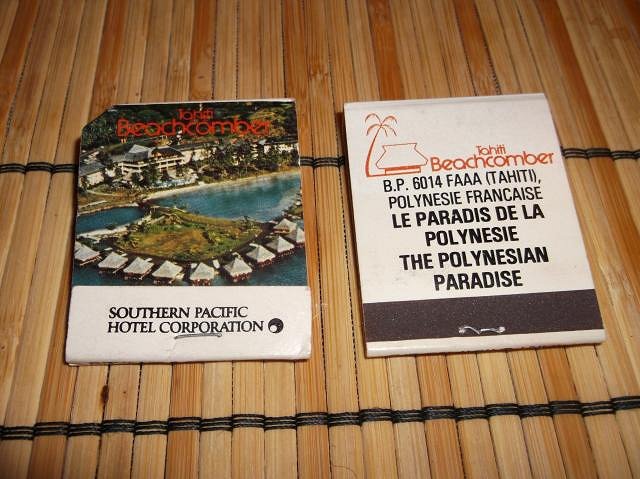 Tahiti
Beachcomber
SOUTHERN PACIFIC
HOTEL CORPORATION
Tahiti
Beachcomber
B.P. 6014 FAAA (TAHITI),
POLYNESIE FRANCAISE
LE PARADIS DE LA
POLYNESIE
THE POLYNESIAN
PARADISE